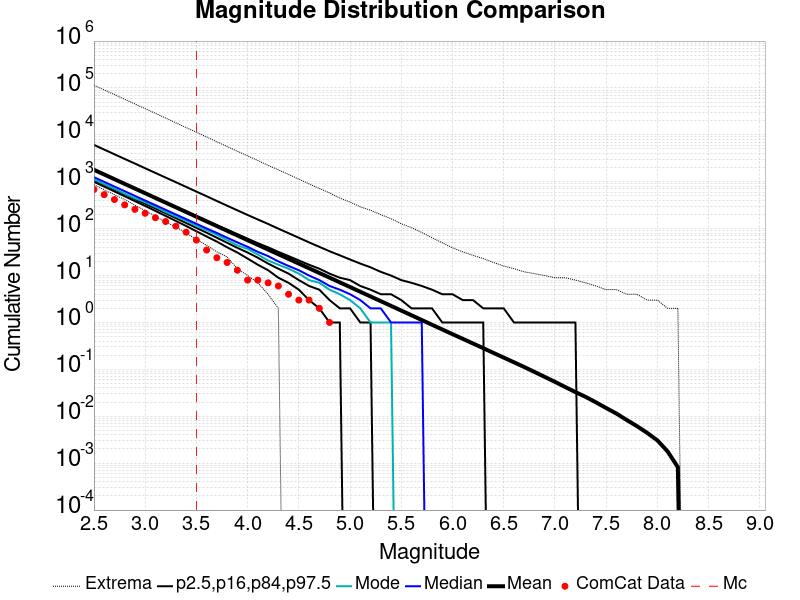 Magnitude Distribution Comparison
10^6
10^5
10^4
10^3
10^2
10^1
10^0
10^-1
10^-2
10^-3
10^-4
Cumulative Number
2.5 3.0 3.5 4.0 4.5 5.0 5.5 6.0 6.5 7.0 7.5 8.0 8.5 9.0
Magnitude
Extrema p2.5,p16,p84,p97.5 Mode Median Mean ComCat Data Mc